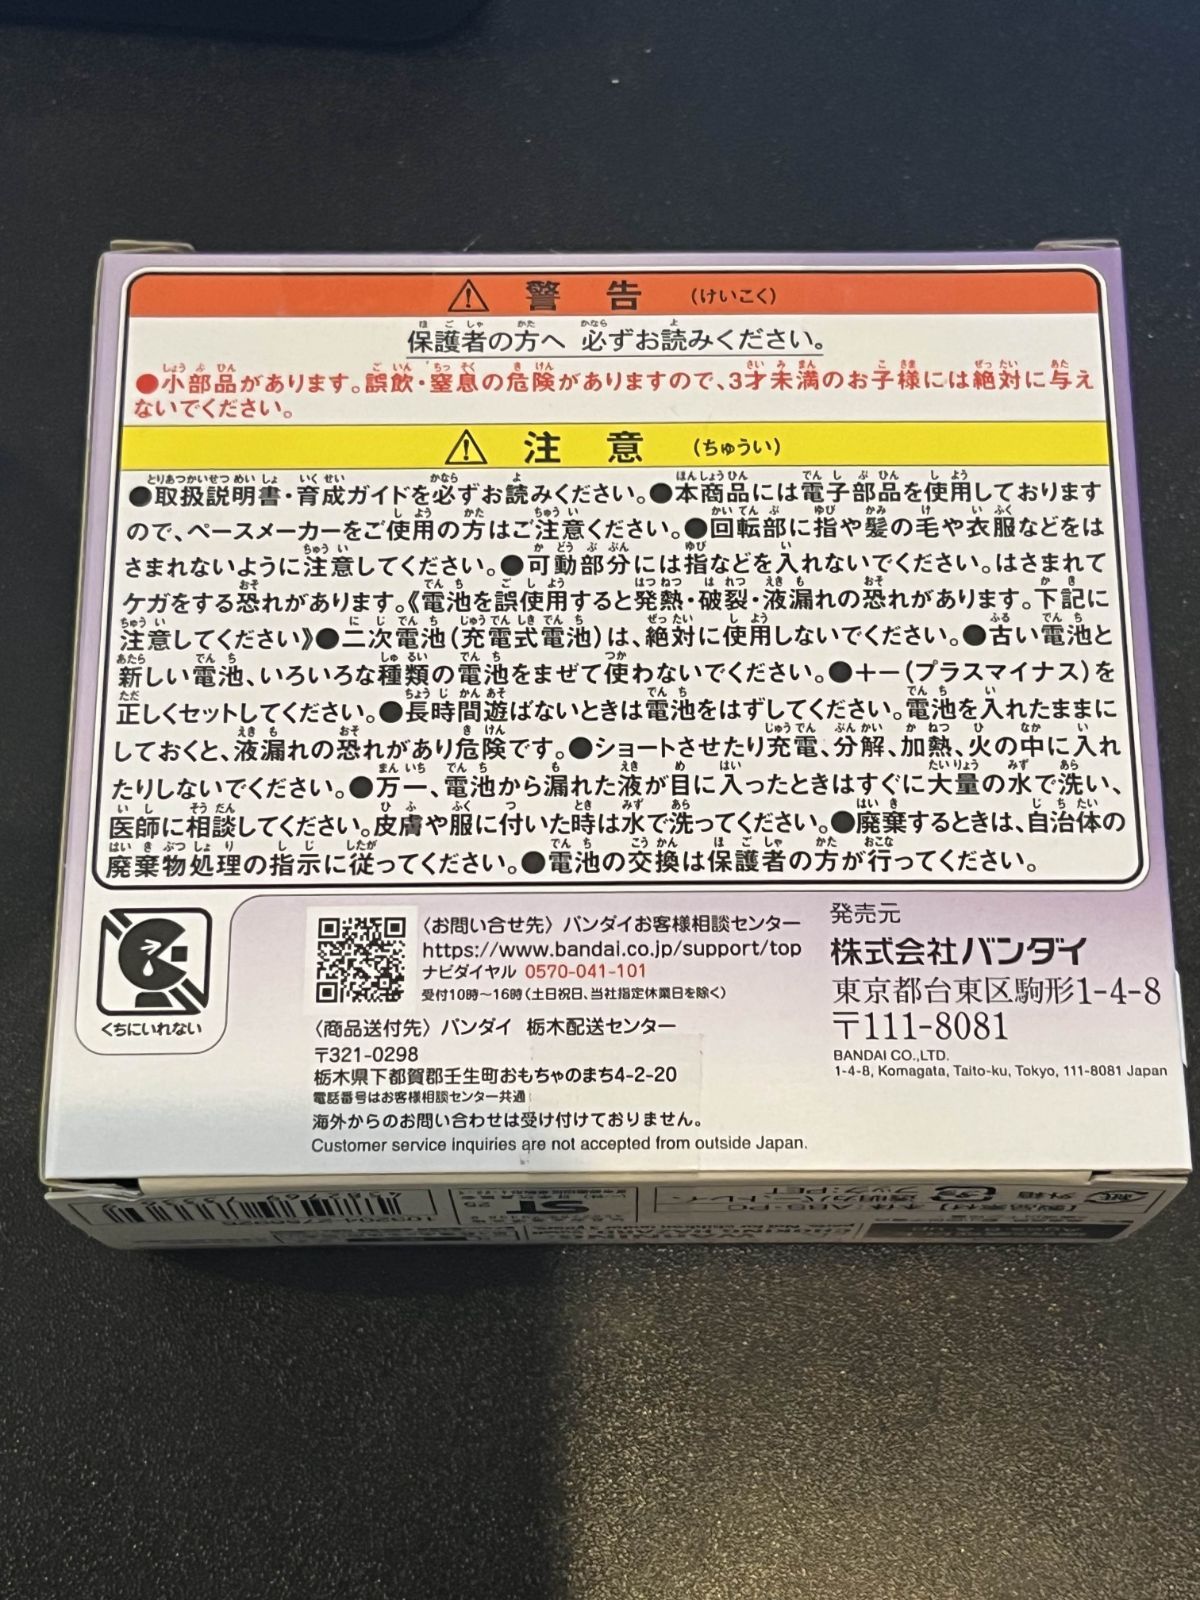 ⚠ 警告 (けいこく)
保護者の方へ 必ずお読みください。
●小部品があります。誤飲・窒息の危険がありますので、3才未満のお子様には絶対に与え
ないでください。
⚠ 注意 (ちゅうい)
●取扱説明書・育成ガイドを必ずお読みください。●本商品には電子部品を使用しております
ので、ペースメーカーをご使用の方はご注意ください。●回転部に指や髪の毛や衣服などをは
さまれないように注意してください。●可動部分には指などを入れないでください。はさまれて
ケガをする恐れがあります。《電池を誤使用すると発熱・破裂・液漏れの恐れがあります。下記に
注意してください》●二次電池(充電式電池)は、絶対に使用しないでください。●古い電池と
新しい電池、いろいろな種類の電池をまぜて使わないでください。●+−(プラスマイナス)を
正しくセットしてください。●長時間遊ばないときは電池をはずしてください。電池を入れたままに
しておくと、液漏れの恐れがあり危険です。●ショートさせたり充電、分解、加熱、火の中に入れ
たりしないでください。●万一、電池から漏れた液が目に入ったときはすぐに大量の水で洗い、
医師に相談してください。皮膚や服に付いた時は水で洗ってください。●廃棄するときは、自治体の
廃棄物処理の指示に従ってください。●電池の交換は保護者の方が行ってください。
くちにいれない
〈お問い合せ先〉バンダイお客様相談センター
https://www.bandai.co.jp/support/top
ナビダイヤル 0570-041-101
受付10時〜16時(土日祝日、当社指定休業日を除く)
〈商品送付先〉バンダイ 栃木配送センター
〒321-0298
栃木県下都賀郡壬生町おもちゃのまち4-2-20
電話番号はお客様相談センター共通
海外からのお問い合わせは受け付けておりません。
Customer service inquiries are not accepted from outside Japan.
発売元
株式会社バンダイ
東京都台東区駒形1-4-8
〒111-8081
BANDAI CO.,LTD.
1-4-8, Komagata, Taito-ku, Tokyo, 111-8081 Japan
ST